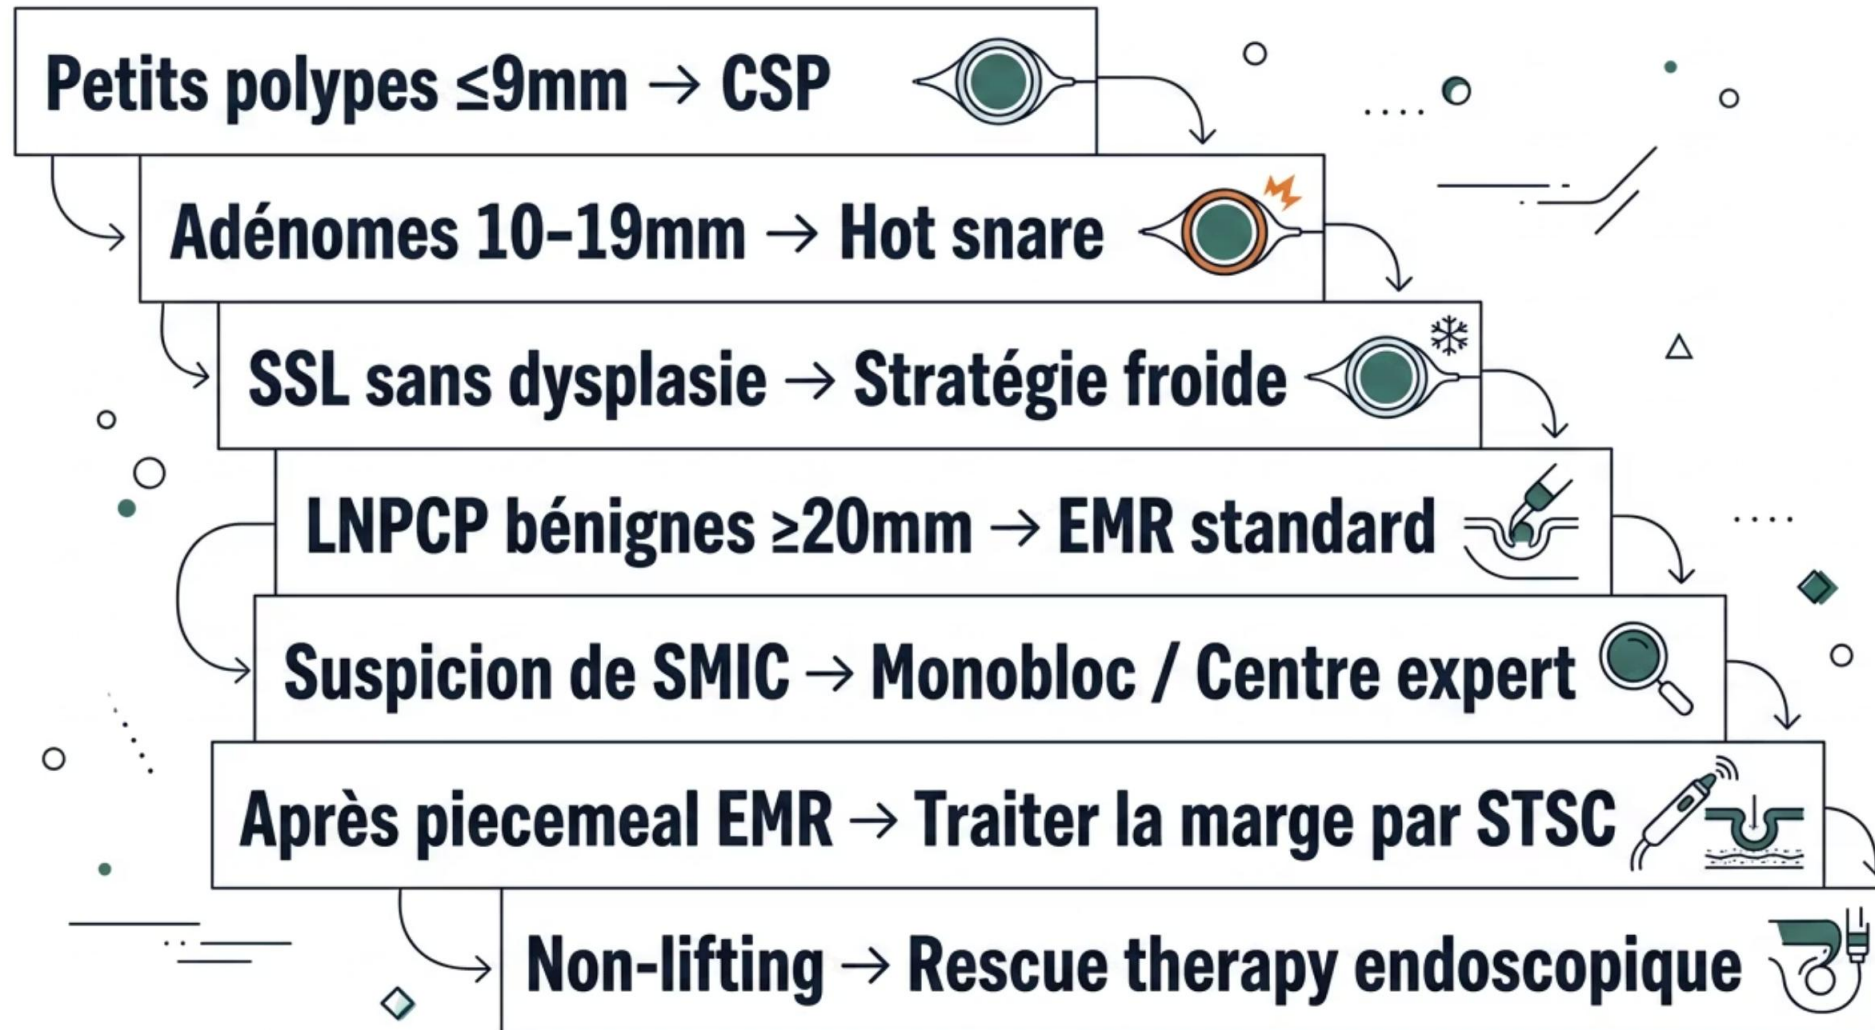 Petits polypes ≤9mm → CSP
Adénomes 10–19mm → Hot snare
SSL sans dysplasie → Stratégie froide
LNPCP bénignes ≥20mm → EMR standard
Suspicion de SMIC → Monobloc / Centre expert
Après piecemeal EMR → Traiter la marge par STSC
Non-lifting → Rescue therapy endoscopique